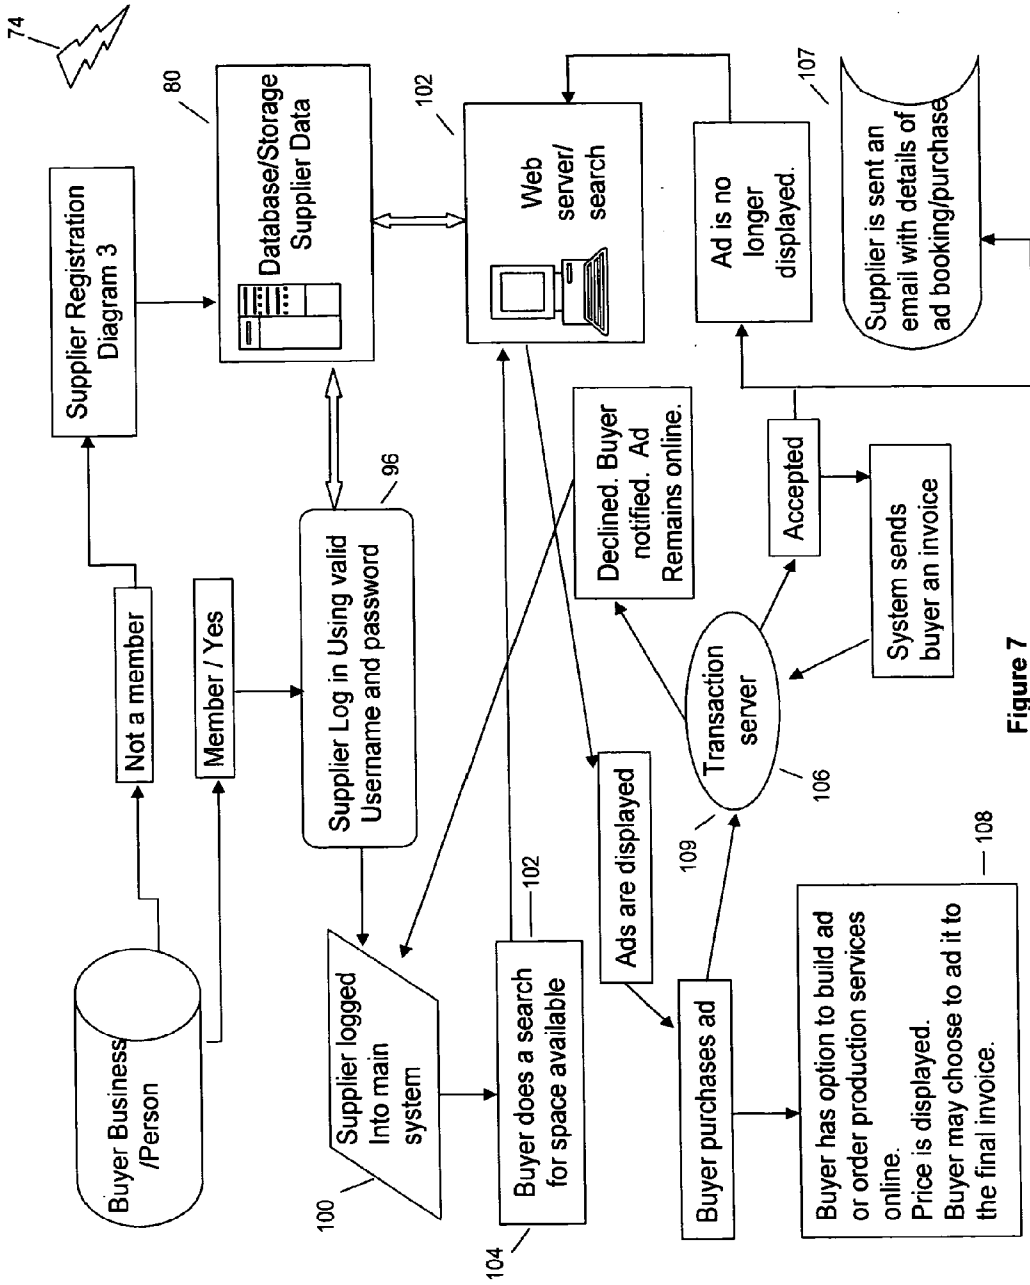 74
Supplier Registration
Diagram 3
80
Database/Storage
Supplier Data
102
Web
server/
search
Ad is no
longer
displayed.
107
Supplier is sent an
email with details of
ad booking/purchase
Not a member
Member / Yes
Supplier Log in Using valid
Username and password
96
Declined. Buyer
notified. Ad
Remains online.
Accepted
System sends
buyer an invoice
Buyer Business
/Person
Supplier logged
Into main
system
100
Buyer does a search
for space available
102
104
Ads are displayed
Buyer purchases ad
Transaction
server
109
106
Buyer has option to build ad
or order production services
online.
Price is displayed.
Buyer may choose to ad it to
the final invoice.
108
Figure 7